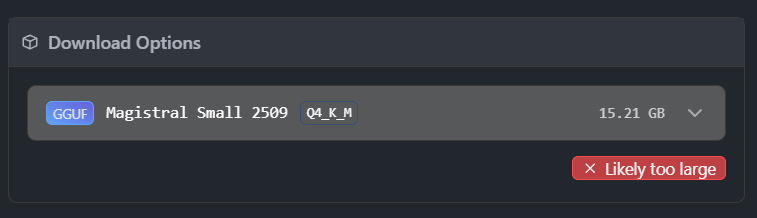 Download Options
GGUF Magistral Small 2509 Q4_K_M 15.21 GB
Likely too large